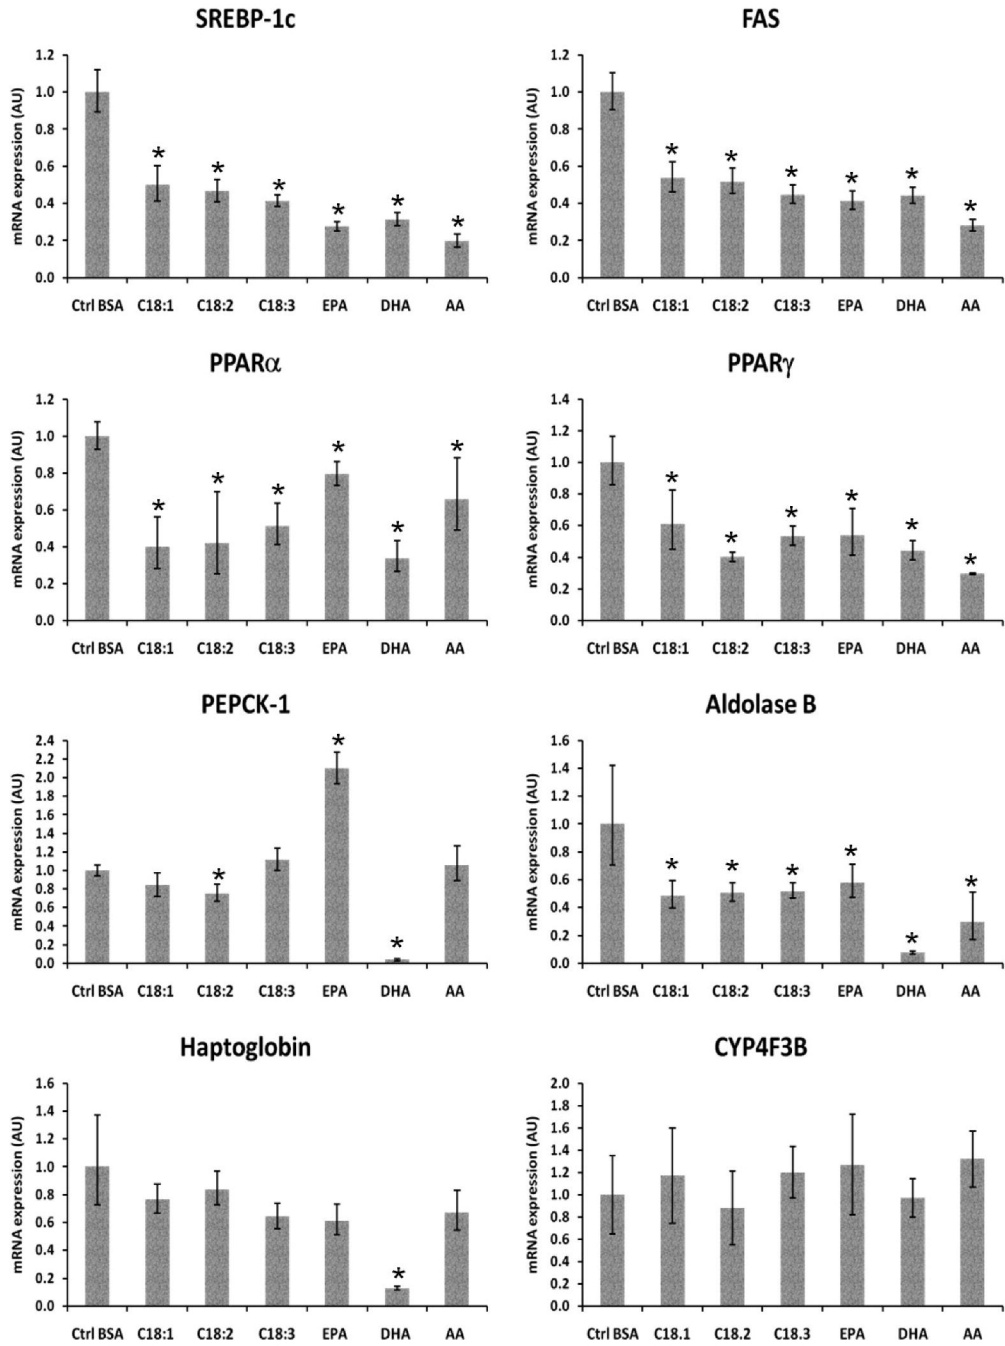 SREBP-1c
mRNA expression (AU)
1.2
1.0
0.8
0.6
0.4
0.2
0.0
* * * * * *
Ctrl BSA C18:1 C18:2 C18:3 EPA DHA AA
FAS
mRNA expression (AU)
1.2
1.0
0.8
0.6
0.4
0.2
0.0
* * * * * *
Ctrl BSA C18:1 C18:2 C18:3 EPA DHA AA
PPARα
mRNA expression (AU)
1.2
1.0
0.8
0.6
0.4
0.2
0.0
* * * * * *
Ctrl BSA C18:1 C18:2 C18:3 EPA DHA AA
PPARγ
mRNA expression (AU)
1.4
1.2
1.0
0.8
0.6
0.4
0.2
0.0
* * * * * *
Ctrl BSA C18:1 C18:2 C18:3 EPA DHA AA
PEPCK-1
mRNA expression (AU)
2.4
2.2
2.0
1.8
1.6
1.4
1.2
1.0
0.8
0.6
0.4
0.2
0.0
* * *
Ctrl BSA C18:1 C18:2 C18:3 EPA DHA AA
Aldolase B
mRNA expression (AU)
1.6
1.4
1.2
1.0
0.8
0.6
0.4
0.2
0.0
* * * * * *
Ctrl BSA C18:1 C18:2 C18:3 EPA DHA AA
Haptoglobin
mRNA expression (AU)
1.6
1.4
1.2
1.0
0.8
0.6
0.4
0.2
0.0
*
Ctrl BSA C18:1 C18:2 C18:3 EPA DHA AA
CYP4F3B
mRNA expression (AU)
2.0
1.8
1.6
1.4
1.2
1.0
0.8
0.6
0.4
0.2
0.0
Ctrl BSA C18.1 C18.2 C18.3 EPA DHA AA